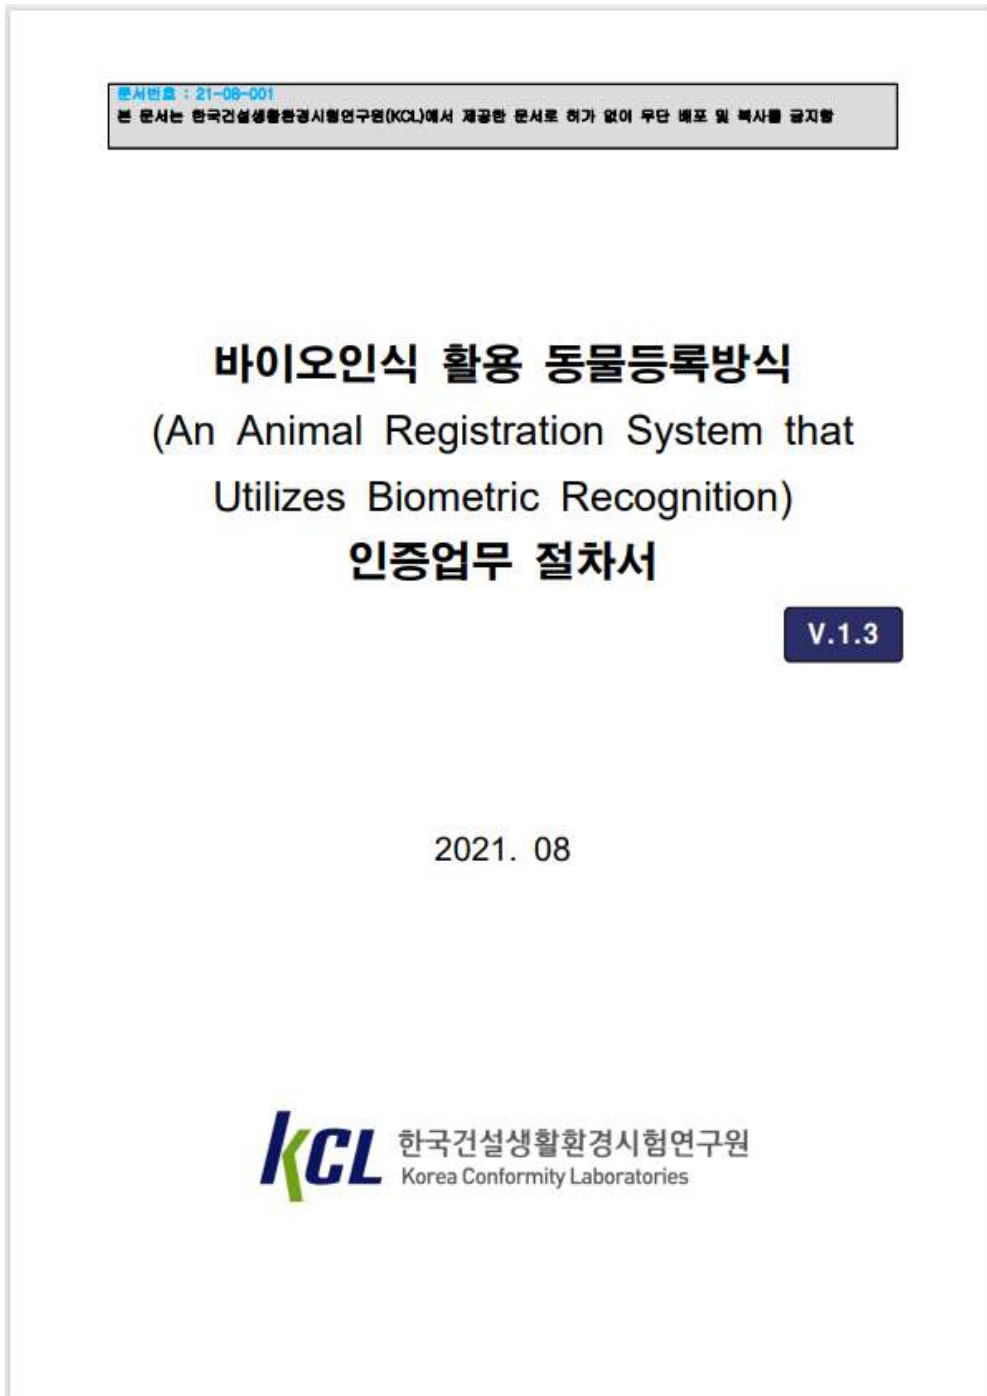 문서번호 : 21-08-001
본 문서는 한국건설생활환경시험연구원(KCL)에서 제공한 문서로 허가 없이 무단 배포 및 복사를 금지함
바이오인식 활용 동물등록방식
(An Animal Registration System that
Utilizes Biometric Recognition)
인증업무 절차서
V.1.3
2021. 08
KCL 한국건설생활환경시험연구원
Korea Conformity Laboratories